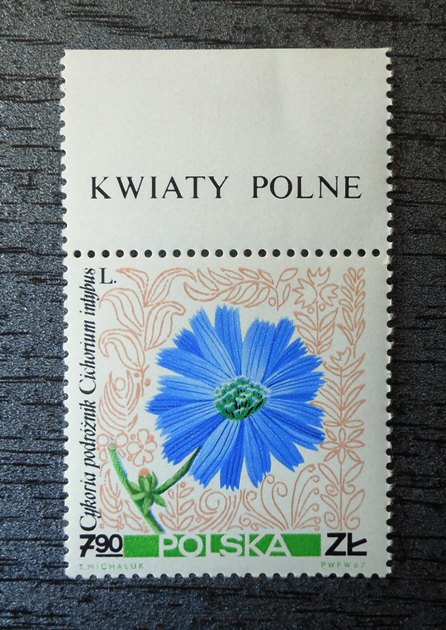 KWIATY POLNE
Cykoria podróżnik Cichorium intybus L.
7,90 POLSKA ZŁ
T. MICHALUK PWPW 67